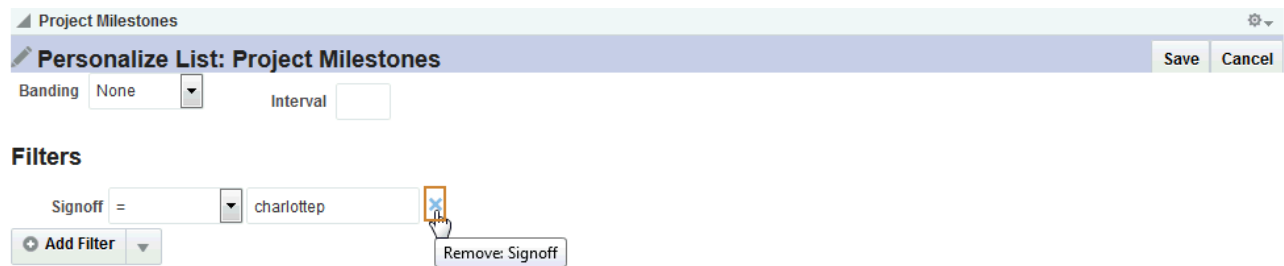 Project Milestones
Personalize List: Project Milestones Save Cancel
Banding None Interval
Filters
Signoff = charlottep
Add Filter
Remove: Signoff